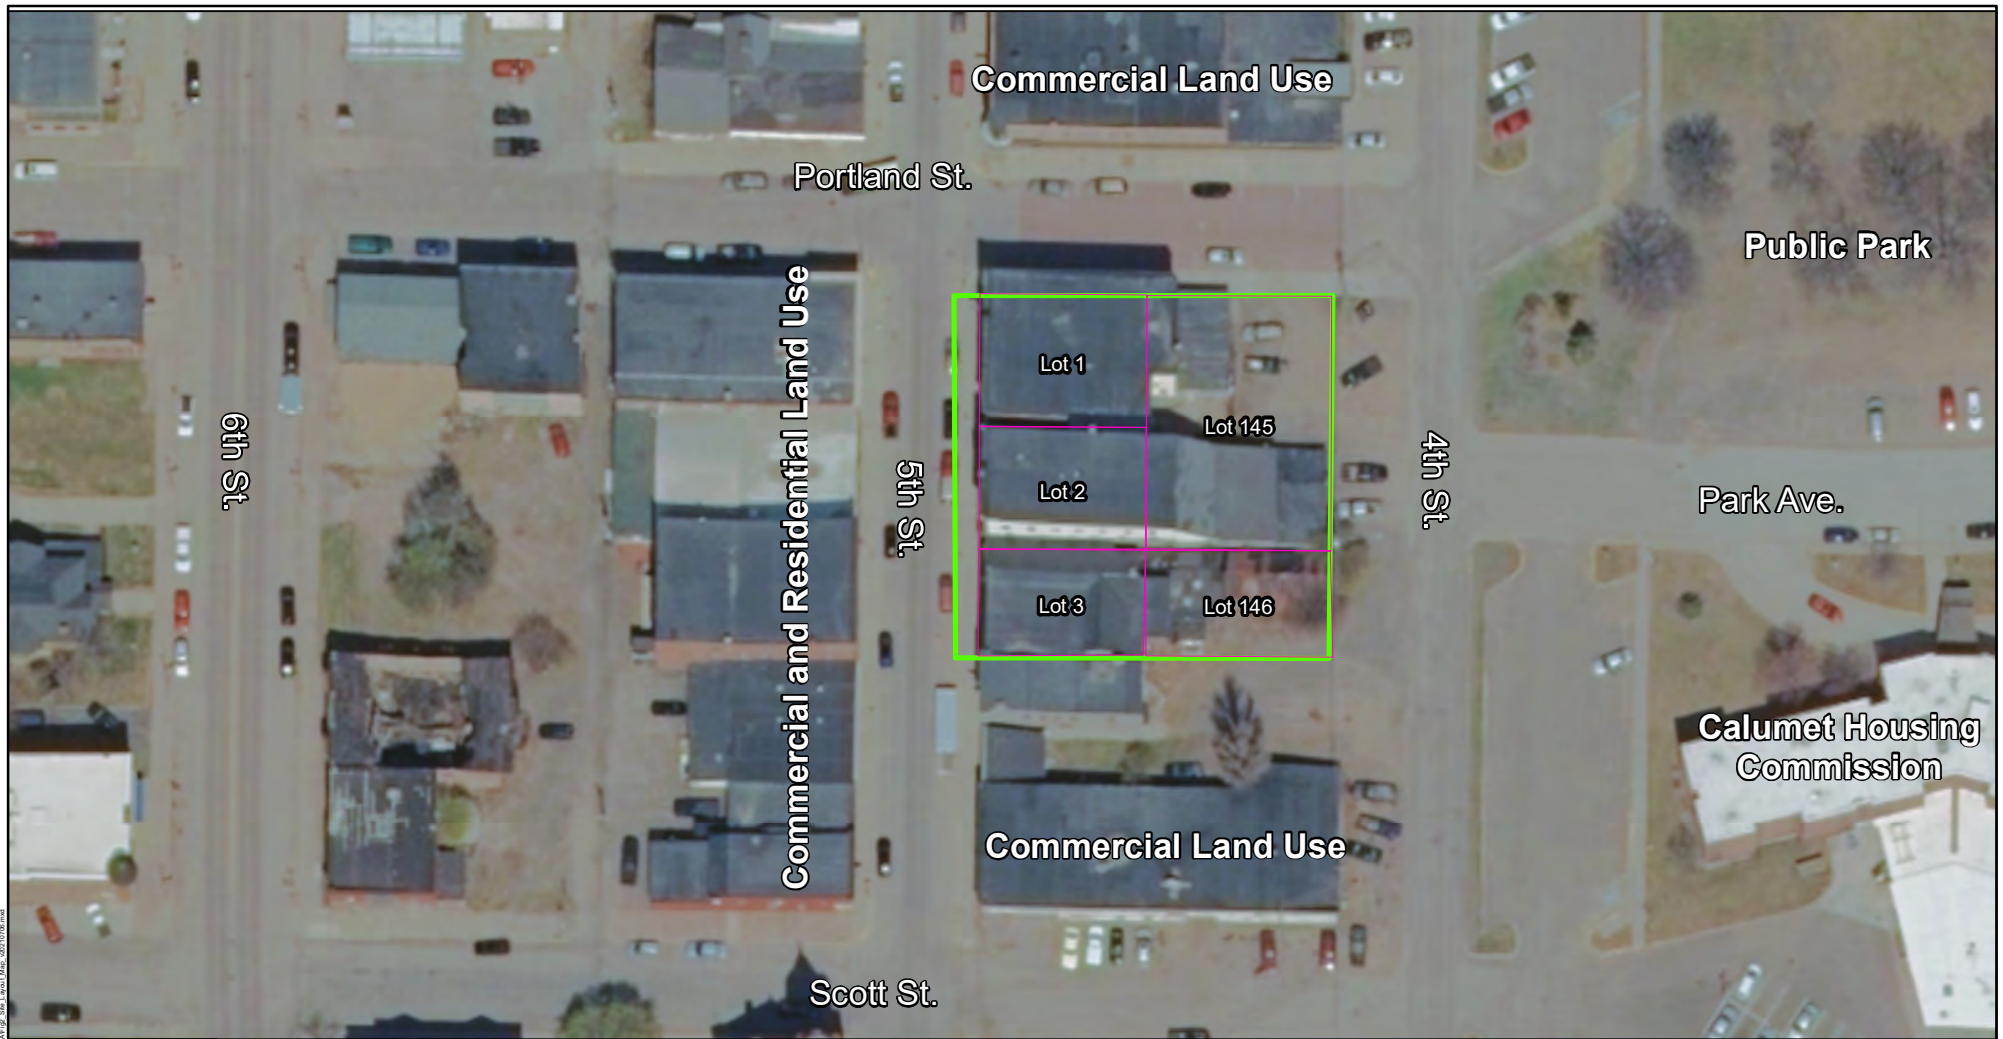 Commercial Land Use
Portland St.
Public Park
Commercial and Residential Land Use
Lot 1
Lot 145
6th St.
5th St.
4th St.
Lot 2
Park Ave.
Lot 3
Lot 146
Calumet Housing
Commission
Commercial Land Use
Scott St.